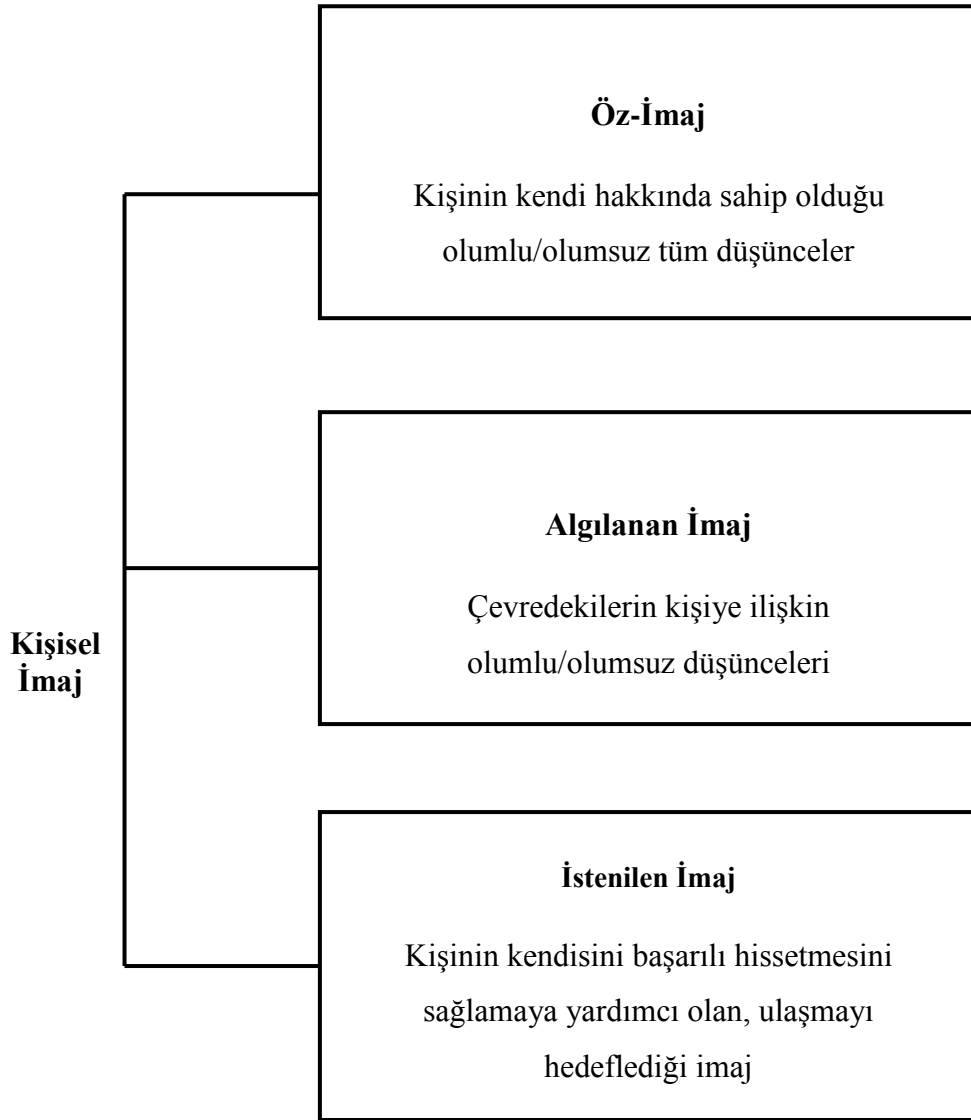 Öz-İmaj
Kişinin kendi hakkında sahip olduğu
olumlu/olumsuz tüm düşünceler
Algılanan İmaj
Çevredekilerin kişiye ilişkin
olumlu/olumsuz düşünceleri
Kişisel
İmaj
İstenilen İmaj
Kişinin kendisini başarılı hissetmesini
sağlamaya yardımcı olan, ulaşmayı
hedeflediği imaj